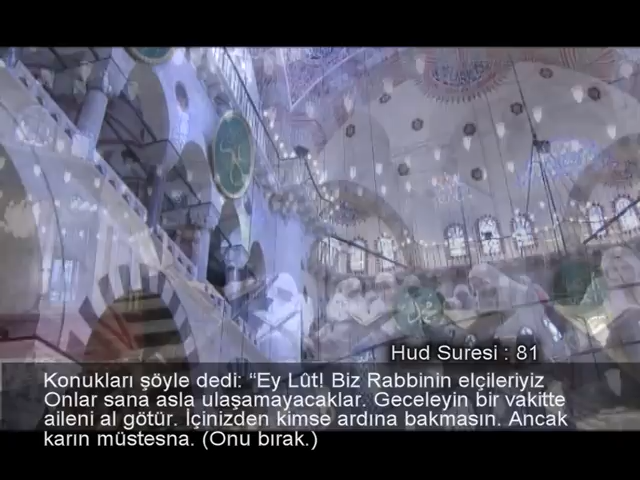 Hud Suresi : 81
Konukları şöyle dedi: “Ey Lût! Biz Rabbinin elçileriyiz
Onlar sana asla ulaşamayacaklar. Geceleyin bir vakitte
aileni al götür. İçinizden kimse ardına bakmasın. Ancak
karın müstesna. (Onu bırak.)